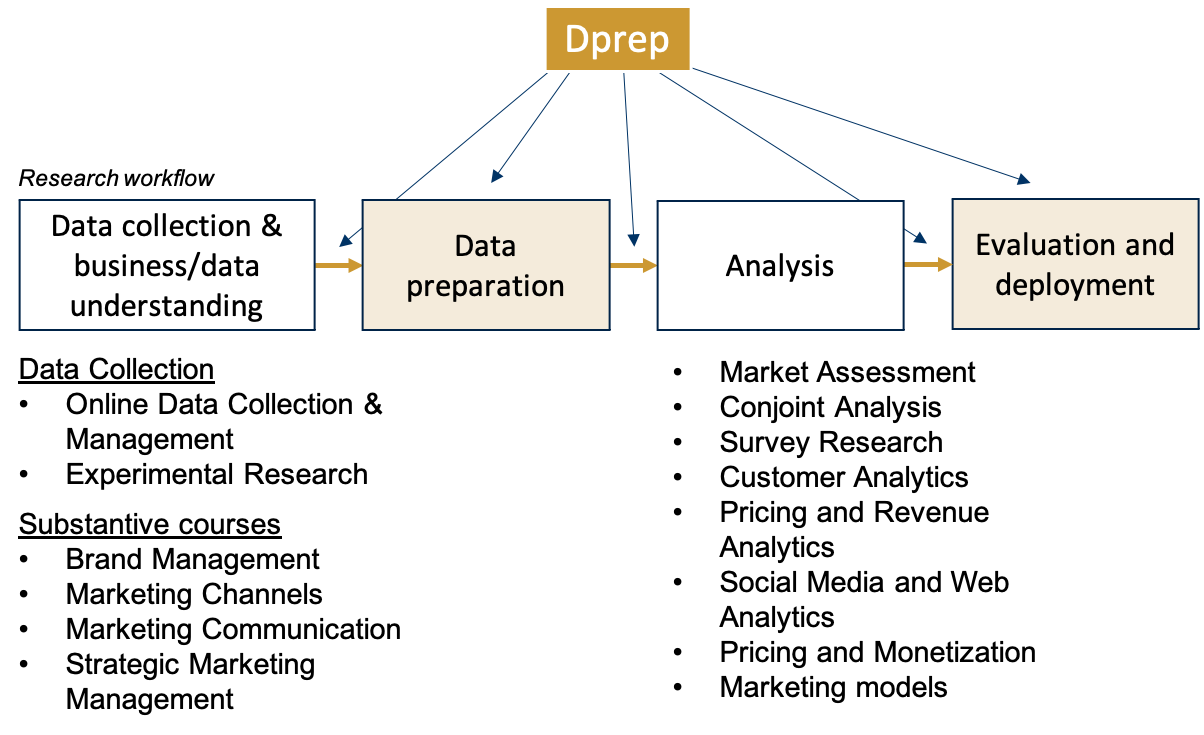 Dprep
Research workflow
Data collection &
business/data
understanding
Data
preparation
Analysis
Evaluation and
deployment
Data Collection
• Online Data Collection &
Management
• Experimental Research
Substantive courses
• Brand Management
• Marketing Channels
• Marketing Communication
• Strategic Marketing
Management
• Market Assessment
• Conjoint Analysis
• Survey Research
• Customer Analytics
• Pricing and Revenue
Analytics
• Social Media and Web
Analytics
• Pricing and Monetization
• Marketing models